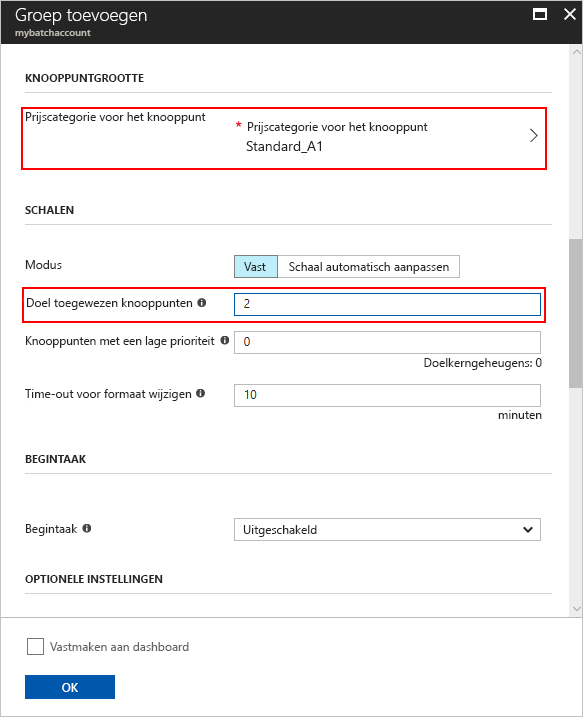 Groep toevoegen
mybatchaccount
KNOOPPUNTGROOTTE
Prijscategorie voor het knooppunt
* Prijscategorie voor het knooppunt
Standard_A1
SCHALEN
Modus Vast Schaal automatisch aanpassen
Doel toegewezen knooppunten 2
Knooppunten met een lage prioriteit 0
Doelkerngeheugens: 0
Time-out voor formaat wijzigen 10
minuten
BEGINTAAK
Begintaak Uitgeschakeld
OPTIONELE INSTELLINGEN
Vastmaken aan dashboard
OK